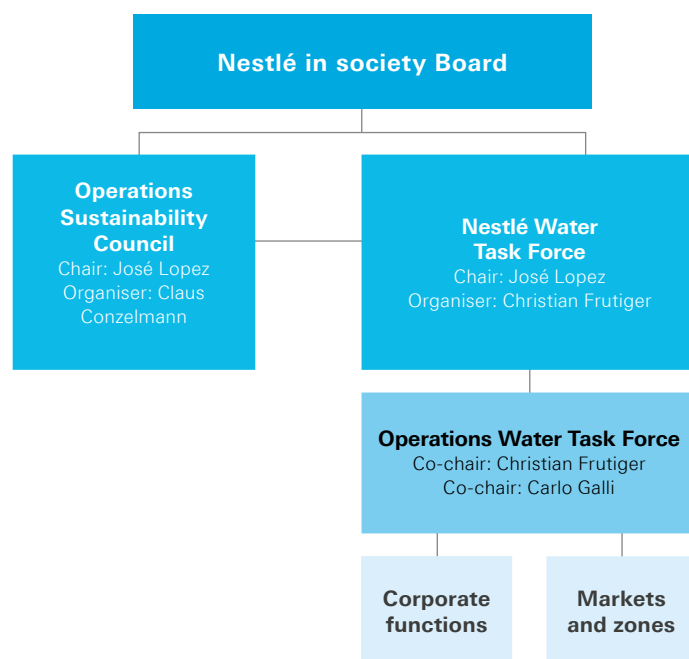 Nestlé in society Board
Operations
Sustainability
Council
Chair: José Lopez
Organiser: Claus
Conzelmann
Nestlé Water
Task Force
Chair: José Lopez
Organiser: Christian Frutiger
Operations Water Task Force
Co-chair: Christian Frutiger
Co-chair: Carlo Galli
Corporate
functions
Markets
and zones